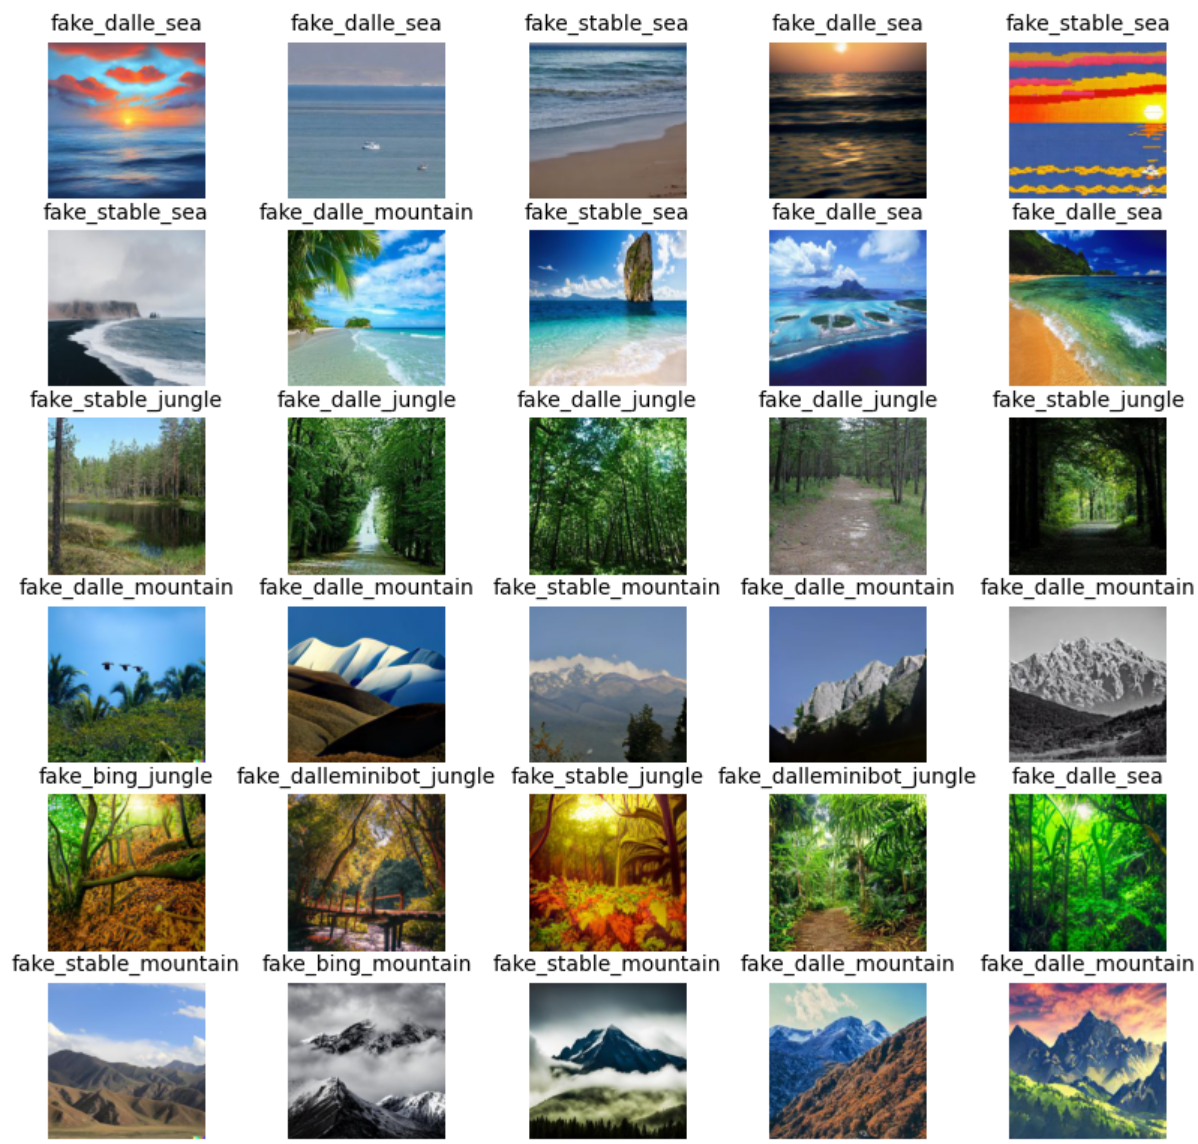 fake_dalle_sea fake_dalle_sea fake_stable_sea fake_dalle_sea fake_stable_sea
fake_stable_sea fake_dalle_mountain fake_stable_sea fake_dalle_sea fake_dalle_sea
fake_stable_jungle fake_dalle_jungle fake_dalle_jungle fake_dalle_jungle fake_stable_jungle
fake_dalle_mountain fake_dalle_mountain fake_stable_mountain fake_dalle_mountain fake_dalle_mountain
fake_bing_jungle fake_dalleminibot_jungle fake_stable_jungle fake_dalleminibot_jungle fake_dalle_sea
fake_stable_mountain fake_bing_mountain fake_stable_mountain fake_dalle_mountain fake_dalle_mountain